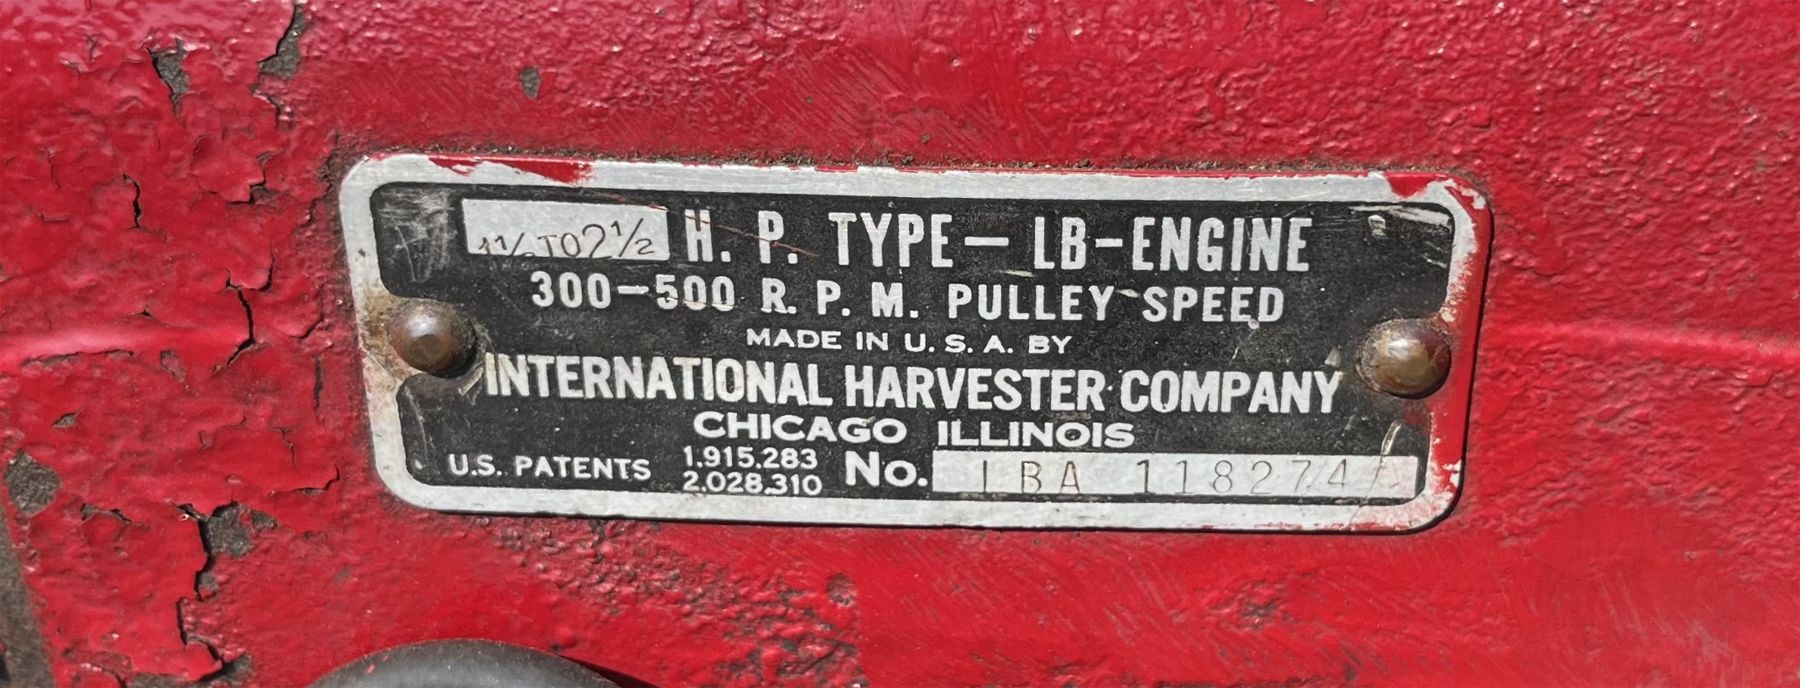 1½ TO 2½ H. P. TYPE — LB-ENGINE
300—500 R. P. M. PULLEY SPEED
MADE IN U. S. A. BY
INTERNATIONAL HARVESTER COMPANY
CHICAGO ILLINOIS
U.S. PATENTS 1.915.283
2.028.310 No. LBA 118274